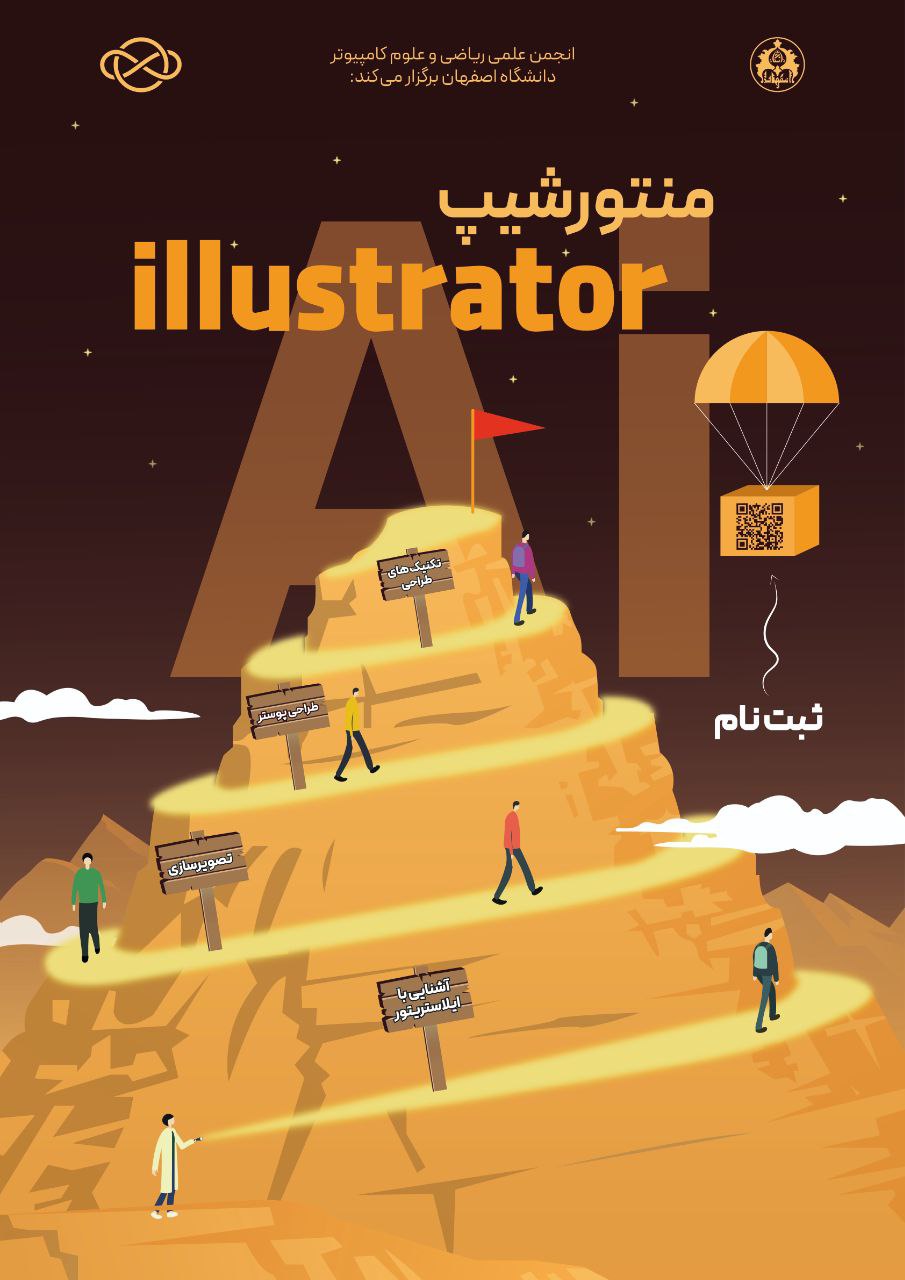 انجمن علمی ریاضی و علوم کامپیوتر
دانشگاه اصفهان برگزار می‌کند:
منتورشیپ
illustrator
Ai
تکنیک‌های
طراحی
طراحی پوستر
ثبت‌نام
تصویرسازی
آشنایی با
ایلاستریتور